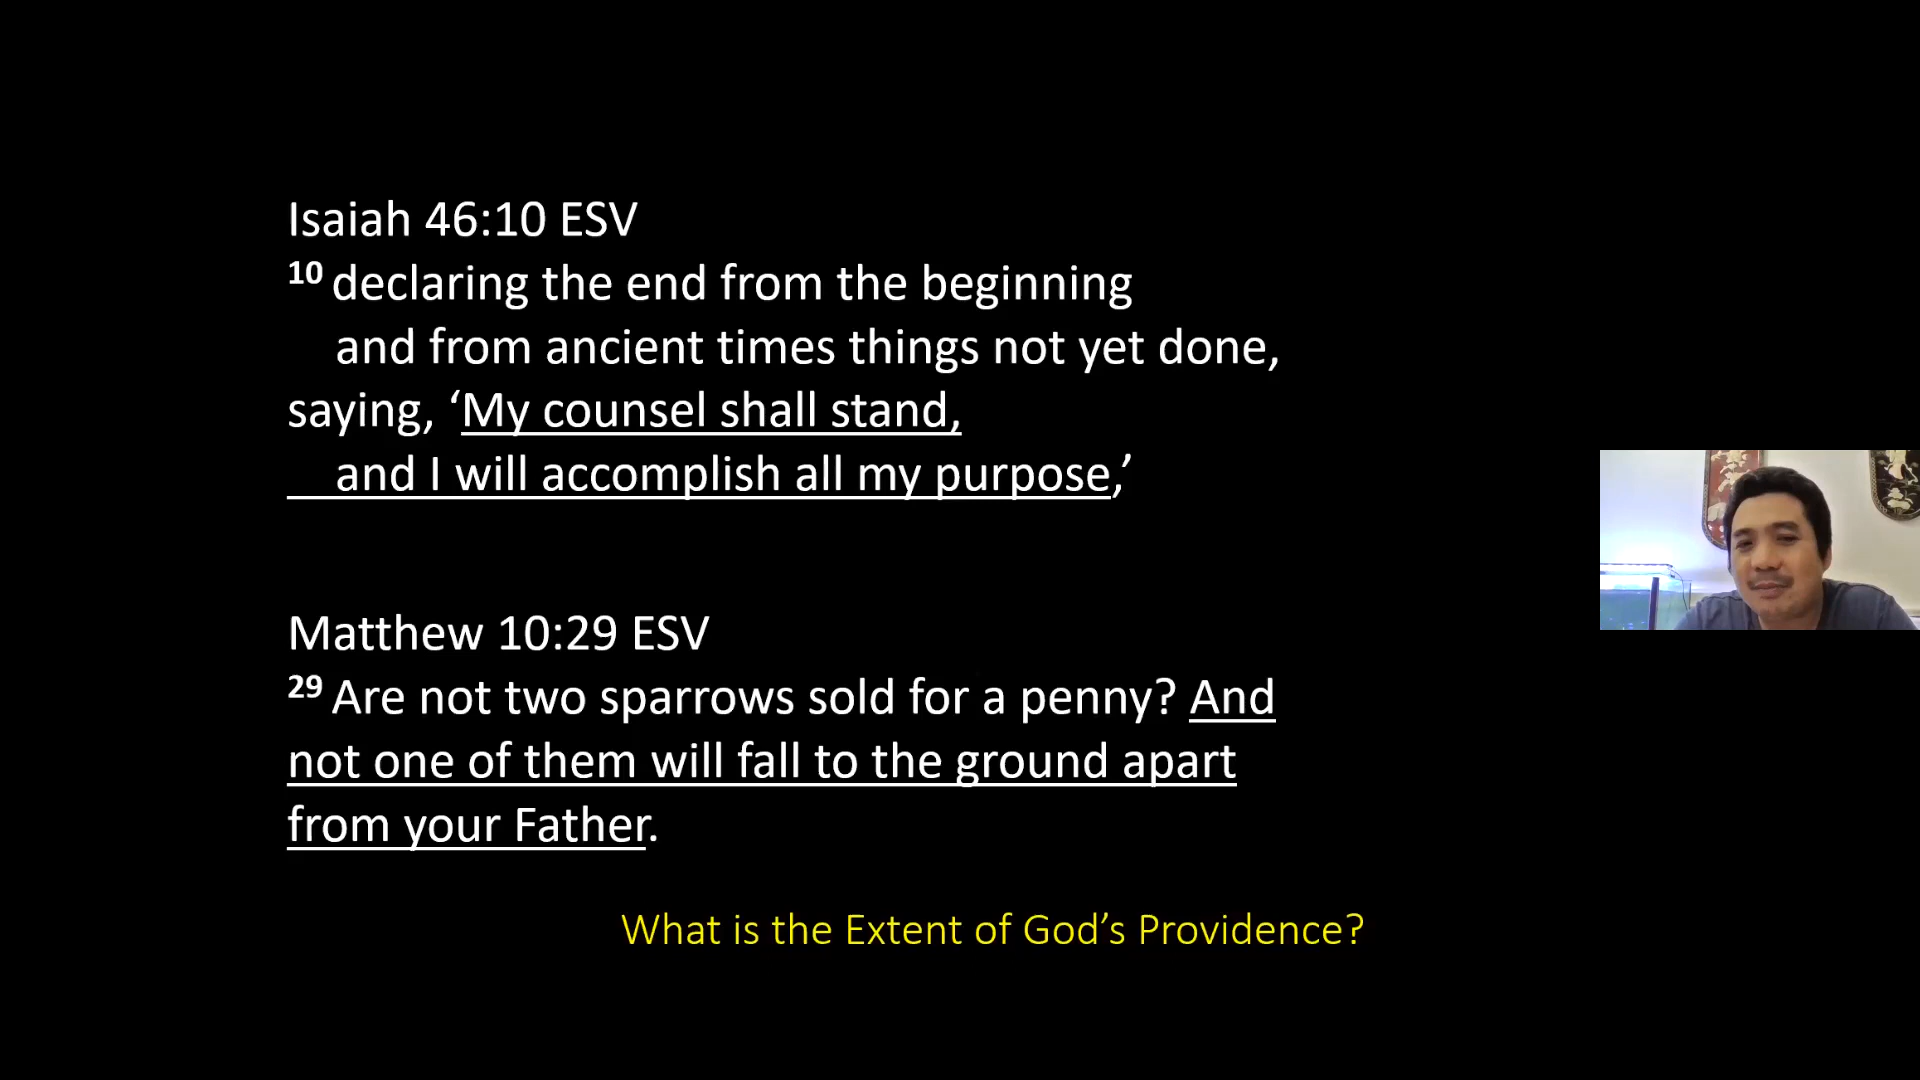 Isaiah 46:10 ESV
10 declaring the end from the beginning
and from ancient times things not yet done,
saying, ‘My counsel shall stand,
and I will accomplish all my purpose,’
Matthew 10:29 ESV
29 Are not two sparrows sold for a penny? And
not one of them will fall to the ground apart
from your Father.
What is the Extent of God’s Providence?